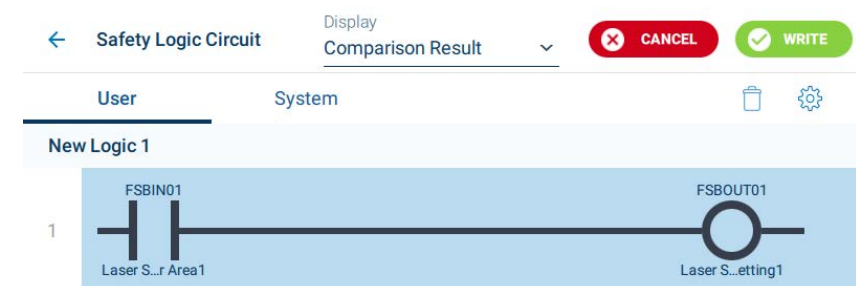 Safety Logic Circuit
Display
Comparison Result
CANCEL
WRITE
User
System
New Logic 1
1
FSBIN01
Laser S...r Area1
FSBOUT01
Laser S...etting1